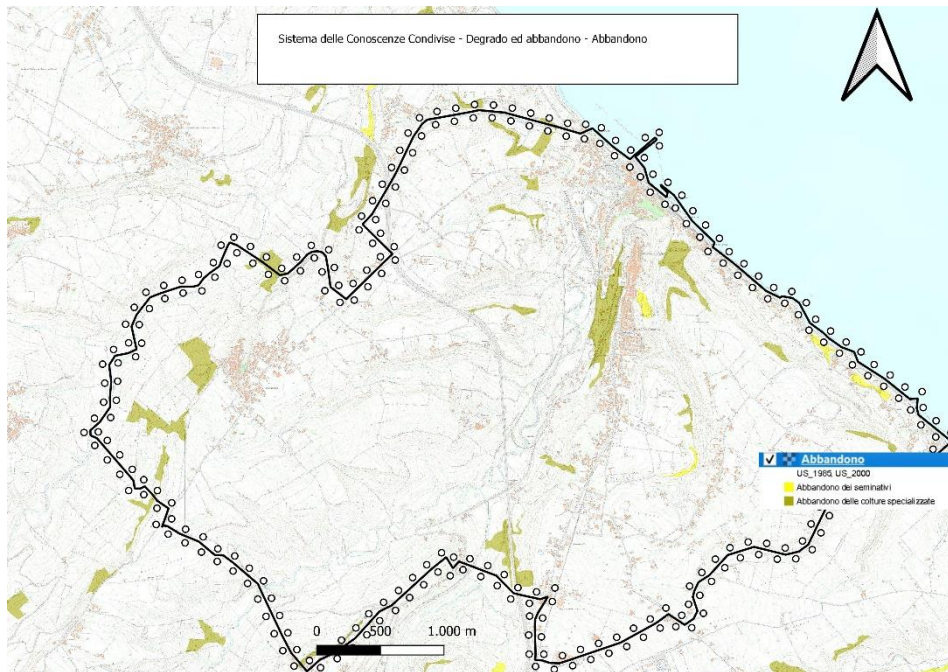 Sistema delle Conoscenze Condivise - Degrado ed abbandono - Abbandono
Abbandono
US_1985, US_2000
Abbandono dei seminativi
Abbandono delle colture specializzate
0 500 1.000 m